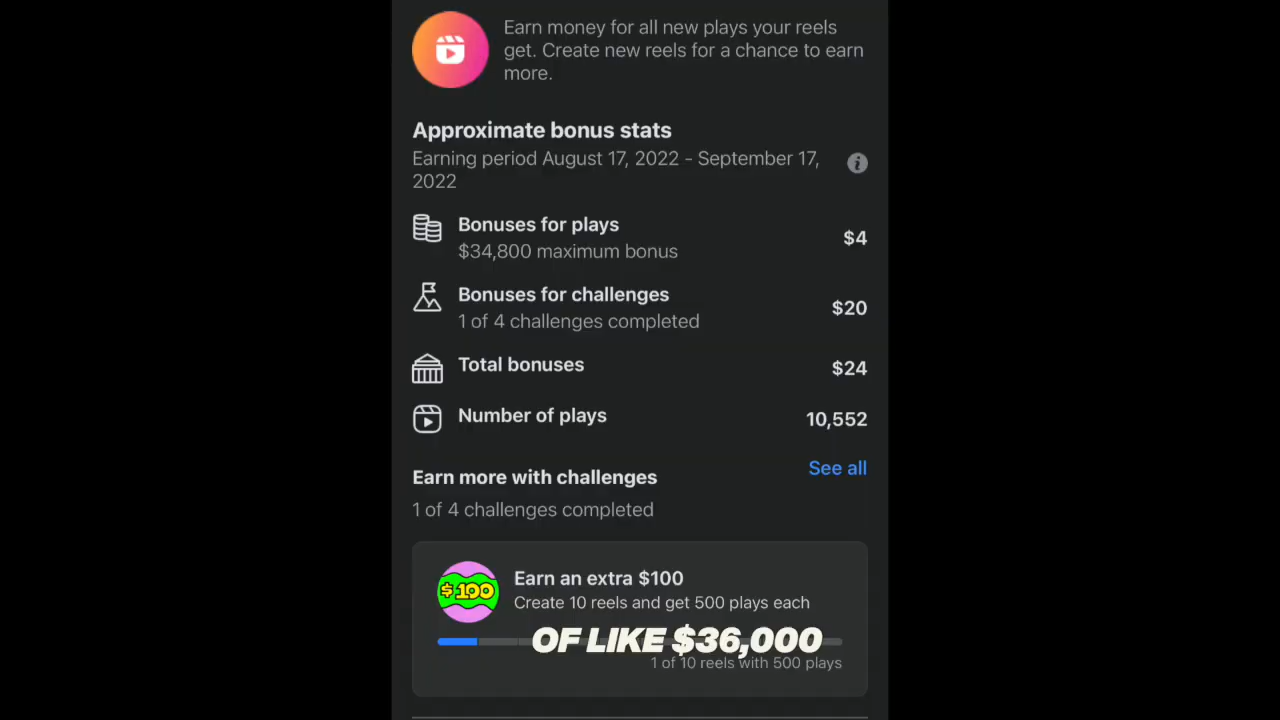 Earn money for all new plays your reels
get. Create new reels for a chance to earn
more.
Approximate bonus stats
Earning period August 17, 2022 - September 17,
2022
i
Bonuses for plays
$34,800 maximum bonus
$4
Bonuses for challenges
1 of 4 challenges completed
$20
Total bonuses
$24
Number of plays
10,552
Earn more with challenges
See all
1 of 4 challenges completed
$100
Earn an extra $100
Create 10 reels and get 500 plays each
OF LIKE $36,000
1 of 10 reels with 500 plays